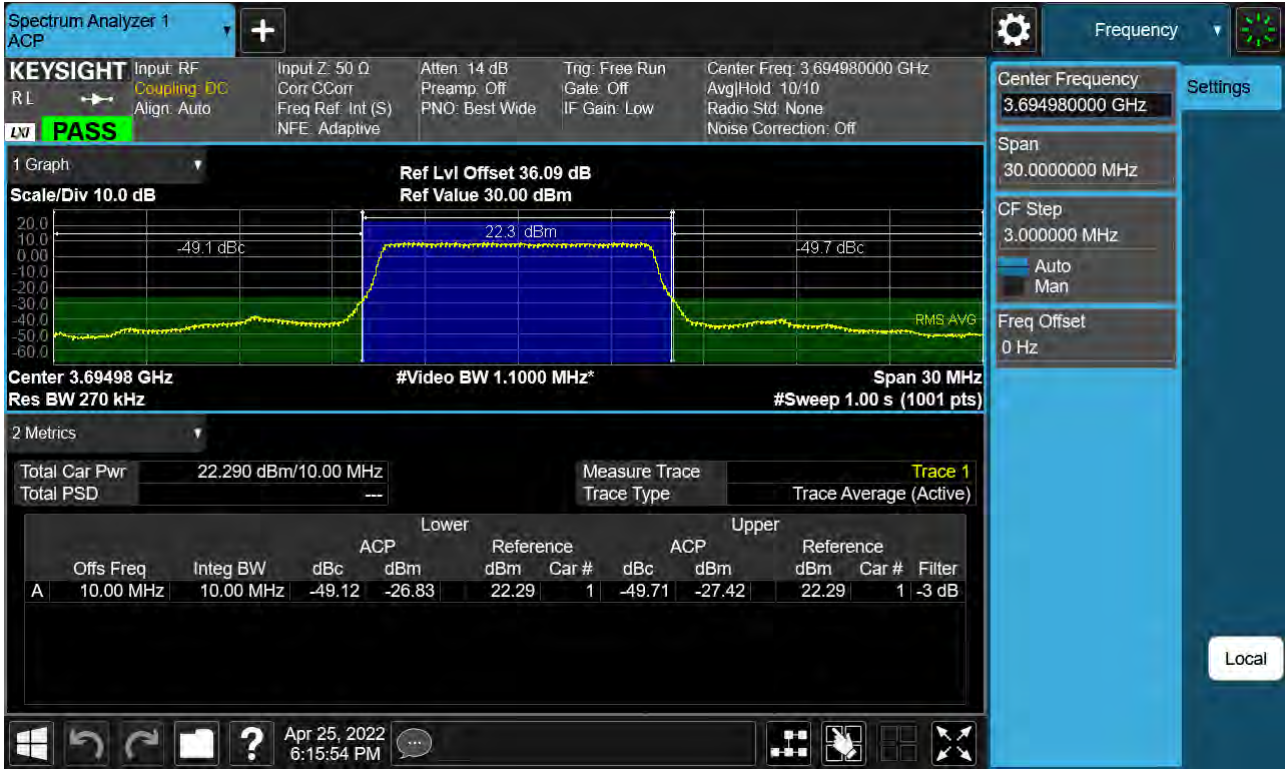 Spectrum Analyzer 1
ACP
+
Frequency
KEYSIGHT
R L
LXI
PASS
Input: RF
Coupling: DC
Align: Auto
Input Z: 50 Ω
Corr CCorr
Freq Ref: Int (S)
NFE: Adaptive
Atten: 14 dB
Preamp: Off
PNO: Best Wide
Trig: Free Run
Gate: Off
IF Gain: Low
Center Freq: 3.694980000 GHz
Avg|Hold: 10/10
Radio Std: None
Noise Correction: Off
Center Frequency
3.694980000 GHz
Settings
Span
30.0000000 MHz
CF Step
3.000000 MHz
Auto
Man
Freq Offset
0 Hz
1 Graph
Scale/Div 10.0 dB
Ref Lvl Offset 36.09 dB
Ref Value 30.00 dBm
20.0
10.0
0.00
-10.0
-20.0
-30.0
-40.0
-50.0
-60.0
-49.1 dBc
22.3 dBm
-49.7 dBc
RMS AVG
Center 3.69498 GHz
#Video BW 1.1000 MHz*
Span 30 MHz
Res BW 270 kHz
#Sweep 1.00 s (1001 pts)
2 Metrics
Total Car Pwr 22.290 dBm/10.00 MHz
Total PSD ---
Measure Trace Trace 1
Trace Type Trace Average (Active)
Lower Upper
ACP Reference ACP Reference
Offs Freq Integ BW dBc dBm dBm Car # dBc dBm dBm Car # Filter
A 10.00 MHz 10.00 MHz -49.12 -26.83 22.29 1 -49.71 -27.42 22.29 1 -3 dB
Local
?
Apr 25, 2022
6:15:54 PM